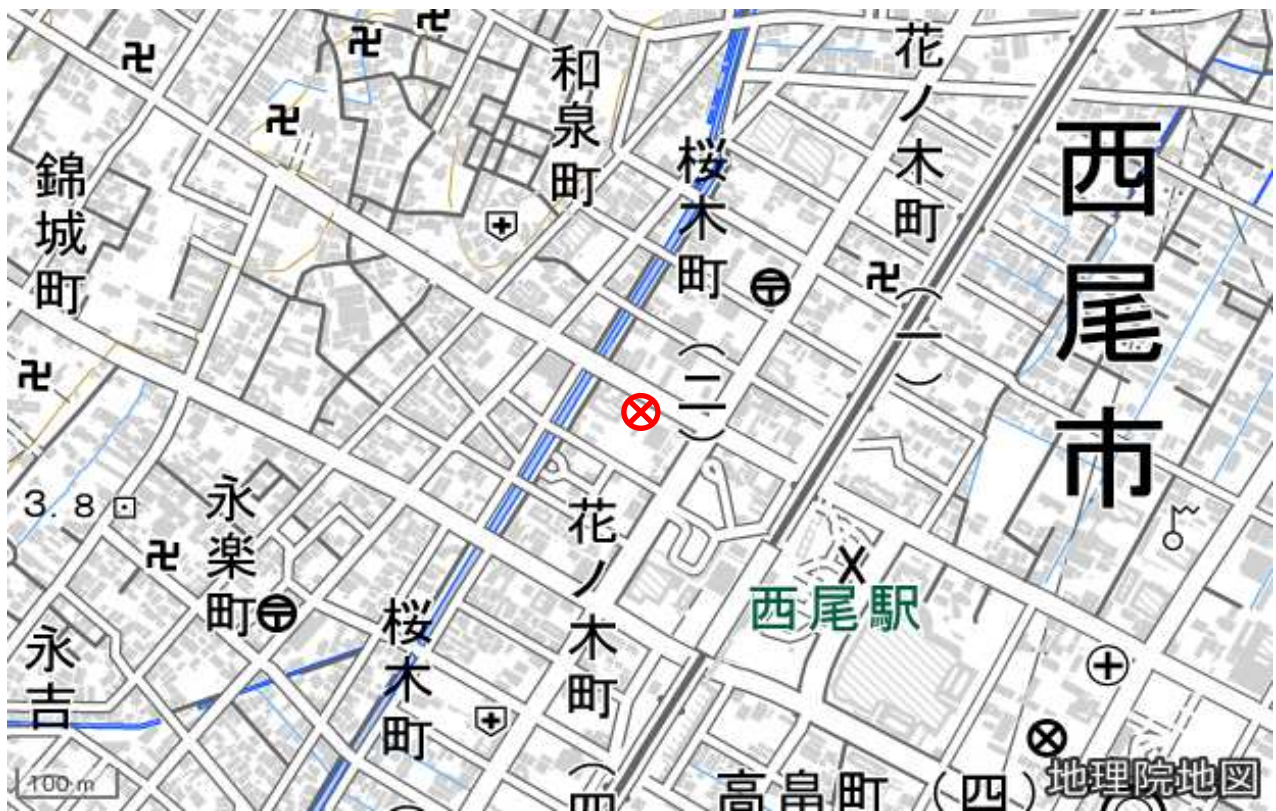 和泉町
花ノ木町(一)
桜木町
(二)
錦城町
西尾市
3.8
永楽町
花ノ木町
(四
西尾駅
永吉
桜木町
高畠町(四)
100 m
地理院地図